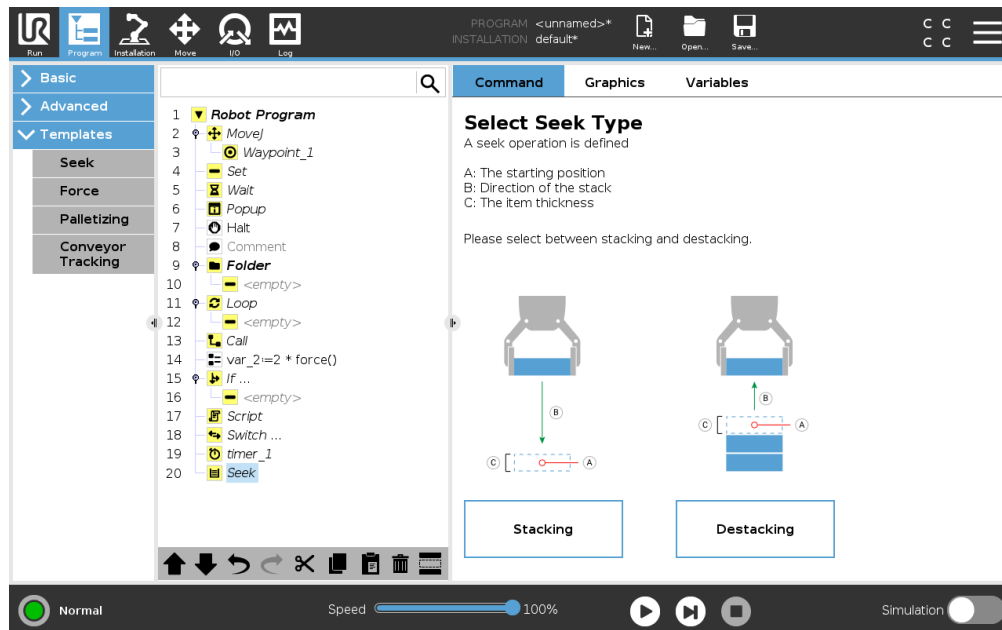 UR
Run
Program
Installation
Move
I/O
Log
PROGRAM <unnamed>*
INSTALLATION default*
New...
Open...
Save...
C C
C C
Basic
Advanced
Templates
Seek
Force
Palletizing
Conveyor
Tracking
1 Robot Program
2 MoveJ
3 Waypoint_1
4 Set
5 Wait
6 Popup
7 Halt
8 Comment
9 Folder
10 <empty>
11 Loop
12 <empty>
13 Call
14 var_2:=2 * force()
15 If ...
16 <empty>
17 Script
18 Switch ...
19 timer_1
20 Seek
Command Graphics Variables
Select Seek Type
A seek operation is defined
A: The starting position
B: Direction of the stack
C: The item thickness
Please select between stacking and destacking.
B
C A
B
C A
Stacking
Destacking
Normal
Speed 100%
Simulation